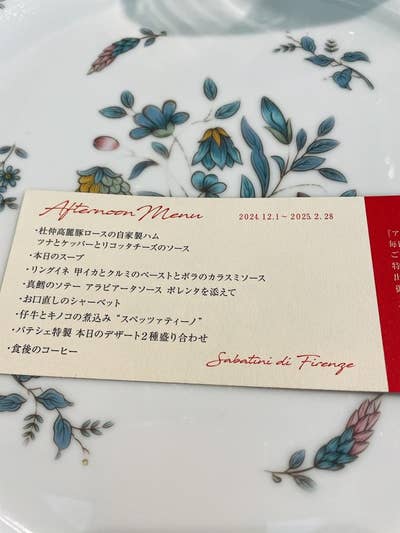 Afternoon Menu
2024.12.1～2025.2.28
・杜仲高麗豚ロースの自家製ハム
ツナとケッパーとリコッタチーズのソース
・本日のスープ
・リングイネ 甲イカとクルミのペーストとボラのカラスミソース
・真鯛のソテー アラビアータソース ポレンタを添えて
・お口直しのシャーベット
・仔牛とキノコの煮込み “スペッツァティーノ”
・パティシェ特製 本日のデザート2種盛り合わせ
・食後のコーヒー
Sabatini di Firenze